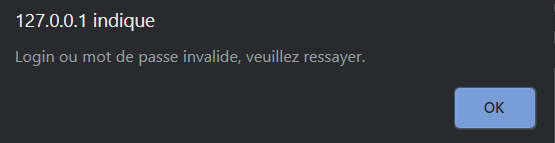 127.0.0.1 indique
Login ou mot de passe invalide, veuillez ressayer.
OK